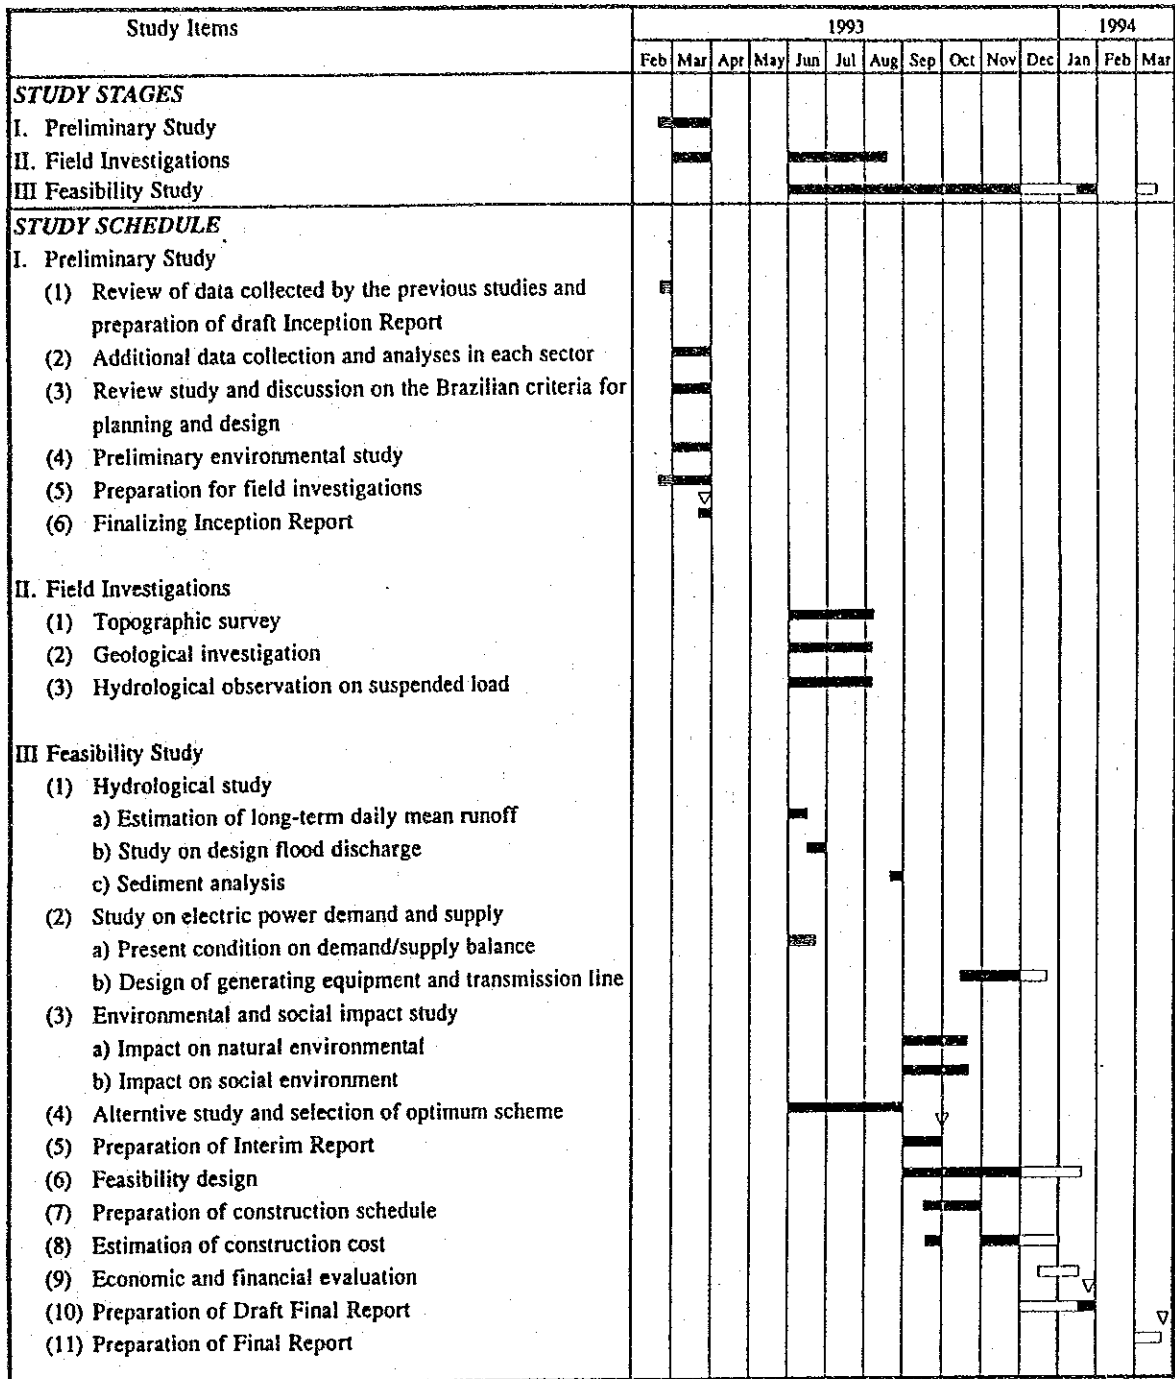 Study Items
1993
1994
Feb Mar Apr May Jun Jul Aug Sep Oct Nov Dec Jan Feb Mar
STUDY STAGES
I. Preliminary Study
II. Field Investigations
III Feasibility Study
STUDY SCHEDULE
I. Preliminary Study
(1) Review of data collected by the previous studies and
preparation of draft Inception Report
(2) Additional data collection and analyses in each sector
(3) Review study and discussion on the Brazilian criteria for
planning and design
(4) Preliminary environmental study
(5) Preparation for field investigations
(6) Finalizing Inception Report
II. Field Investigations
(1) Topographic survey
(2) Geological investigation
(3) Hydrological observation on suspended load
III Feasibility Study
(1) Hydrological study
a) Estimation of long-term daily mean runoff
b) Study on design flood discharge
c) Sediment analysis
(2) Study on electric power demand and supply
a) Present condition on demand/supply balance
b) Design of generating equipment and transmission line
(3) Environmental and social impact study
a) Impact on natural environmental
b) Impact on social environment
(4) Alterntive study and selection of optimum scheme
(5) Preparation of Interim Report
(6) Feasibility design
(7) Preparation of construction schedule
(8) Estimation of construction cost
(9) Economic and financial evaluation
(10) Preparation of Draft Final Report
(11) Preparation of Final Report